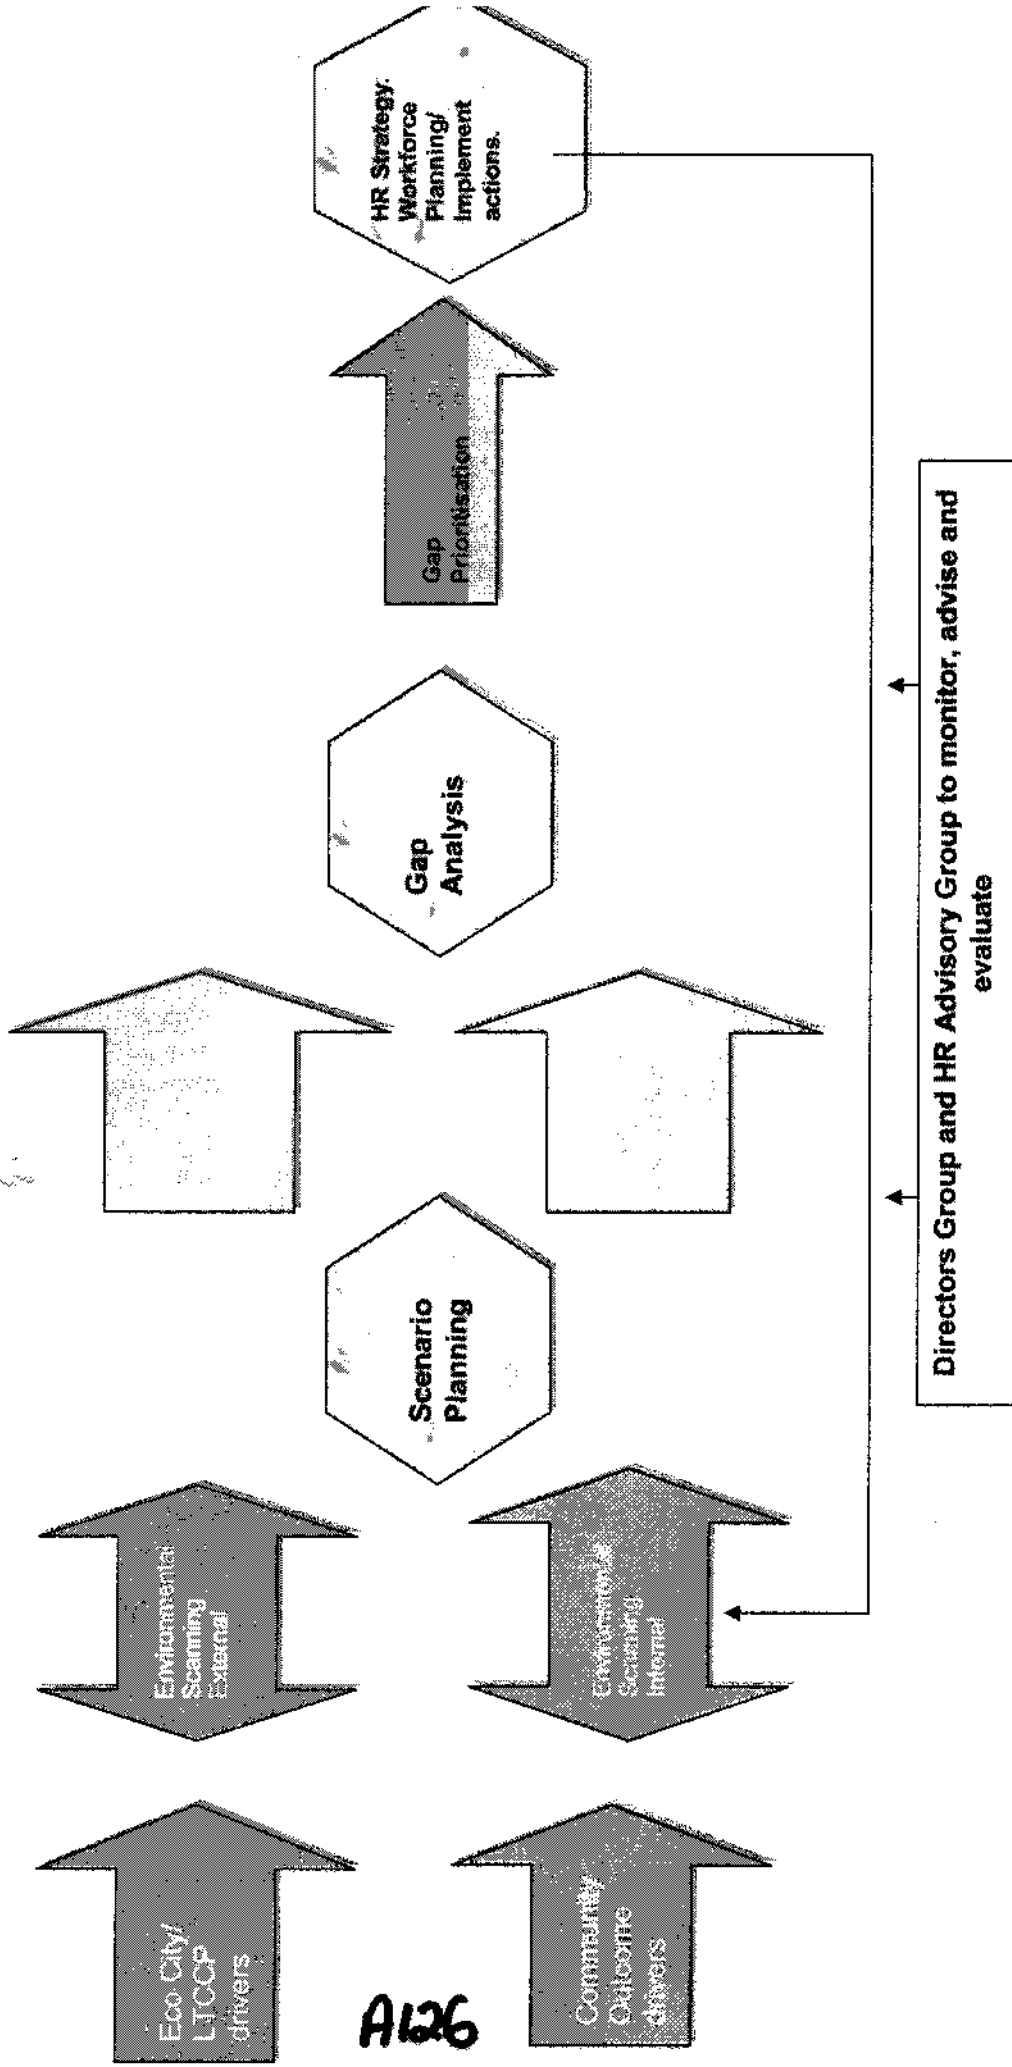 Eco City/
LTCCP
drivers
Community
Outcome
drivers
Environmental
Scanning
External
Environmental
Scanning
Internal
Scenario
Planning
Gap
Analysis
Gap
Prioritisation
HR Strategy.
Workforce
Planning/
Implement
actions.
Directors Group and HR Advisory Group to monitor, advise and
evaluate
A126